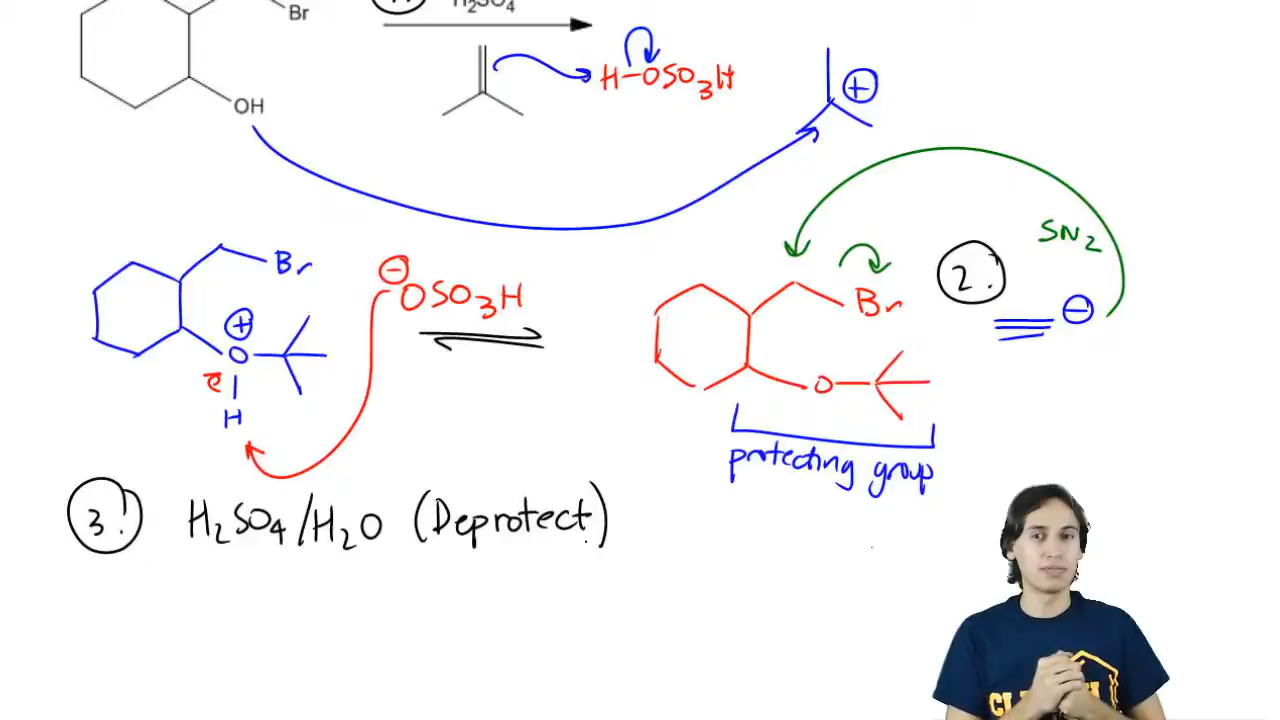 Br
H2SO4
OH
H-OSO3H
⊕
SN2
Br
⊖
OSO3H
⊕
O
e
H
Br
O
2.
⊖
protecting group
3.
H2SO4/H2O (Deprotect)